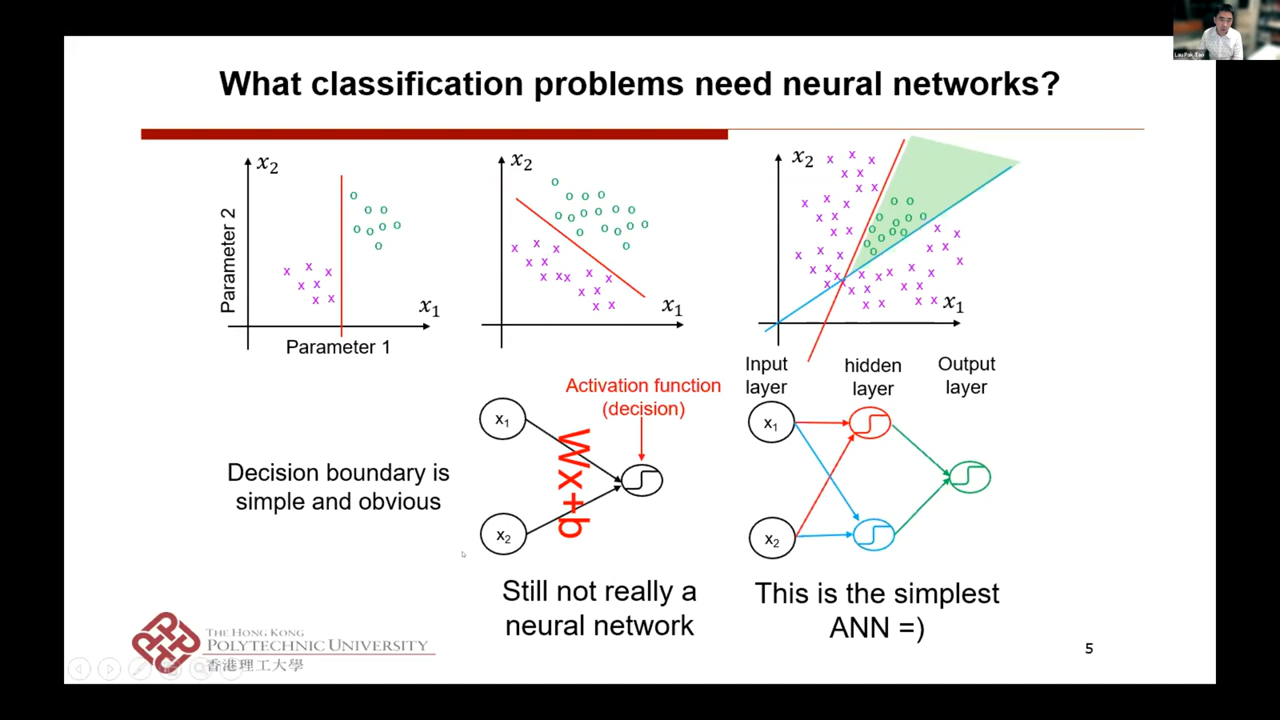 Lau Pak Tao
What classification problems need neural networks?
x₂
Parameter 2
x₁
Parameter 1
x₂
x₁
x₂
x₁
Decision boundary is
simple and obvious
Activation function
(decision)
x₁
x₂
Wx+b
Still not really a
neural network
Input
layer
hidden
layer
Output
layer
x₁
x₂
This is the simplest
ANN =)
THE HONG KONG
POLYTECHNIC UNIVERSITY
香港理工大學
5